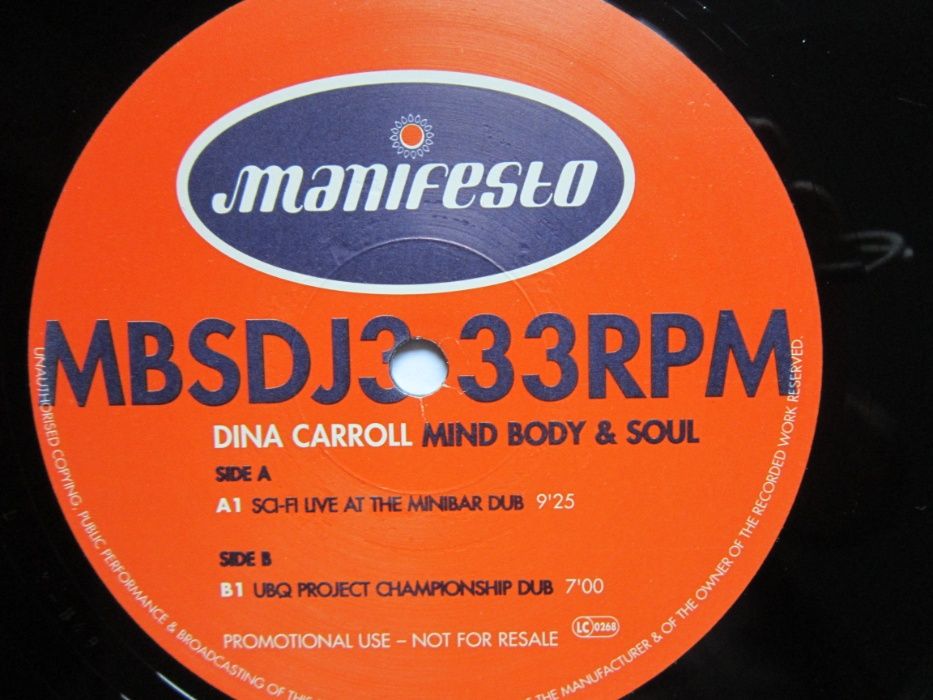 manifesto
MBSDJ3 33RPM
DINA CARROLL MIND BODY & SOUL
SIDE A
A1 SCI-FI LIVE AT THE MINIBAR DUB 9'25
SIDE B
B1 UBQ PROJECT CHAMPIONSHIP DUB 7'00
PROMOTIONAL USE – NOT FOR RESALE LC 0268
UNAUTHORISED COPYING, PUBLIC PERFORMANCE & BROADCASTING OF THIS
THE MANUFACTURER & OF THE OWNER OF THE RECORDED WORK RESERVED.